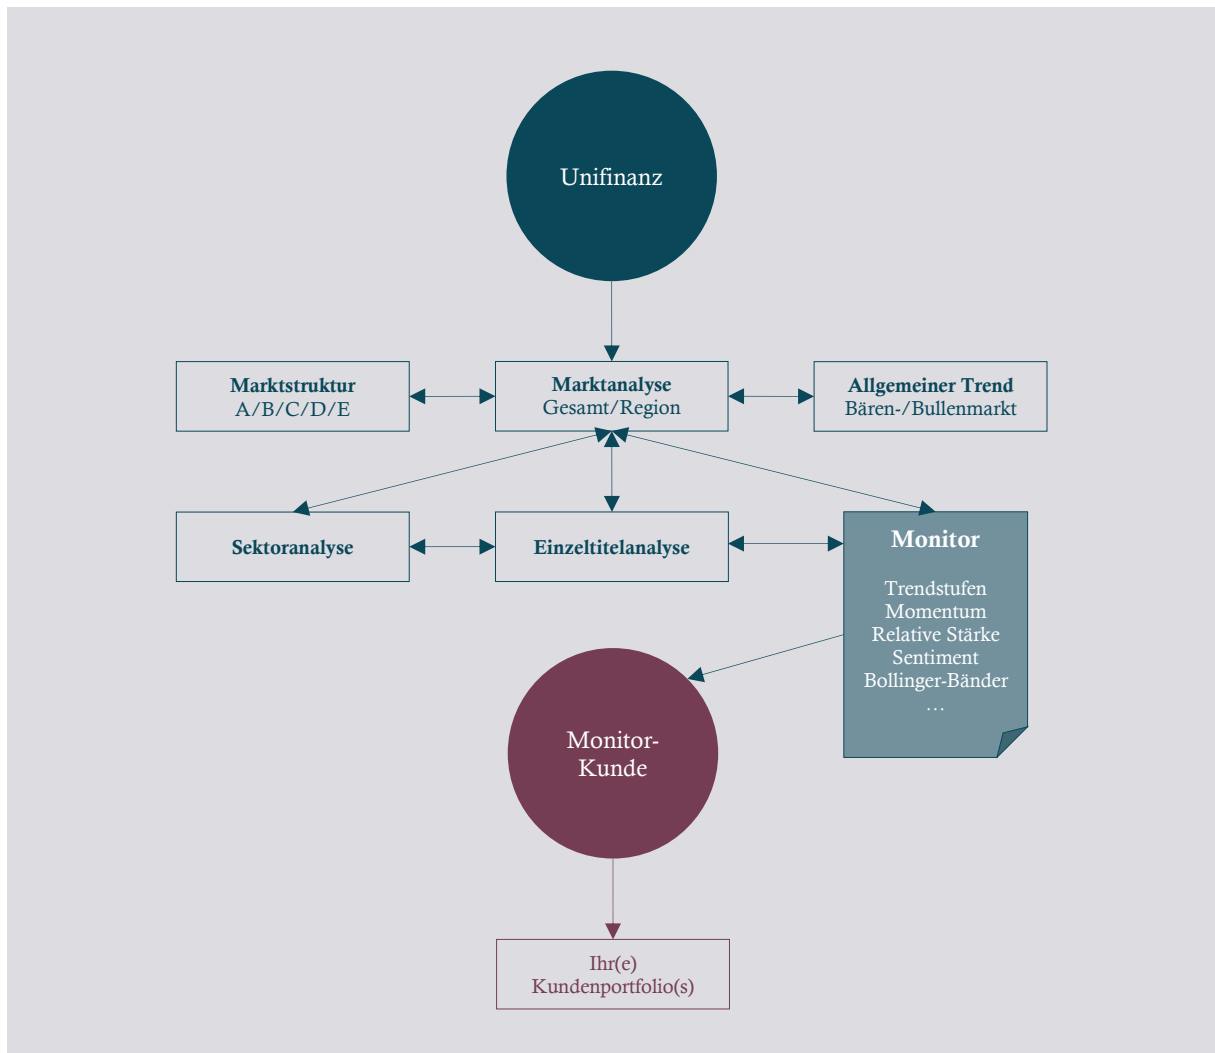 Unifinanz
Marktstruktur
A/B/C/D/E
Marktanalyse
Gesamt/Region
Allgemeiner Trend
Bären-/Bullenmarkt
Sektoranalyse
Einzeltitelanalyse
Monitor
Trendstufen
Momentum
Relative Stärke
Sentiment
Bollinger-Bänder
…
Monitor-
Kunde
Ihr(e)
Kundenportfolio(s)